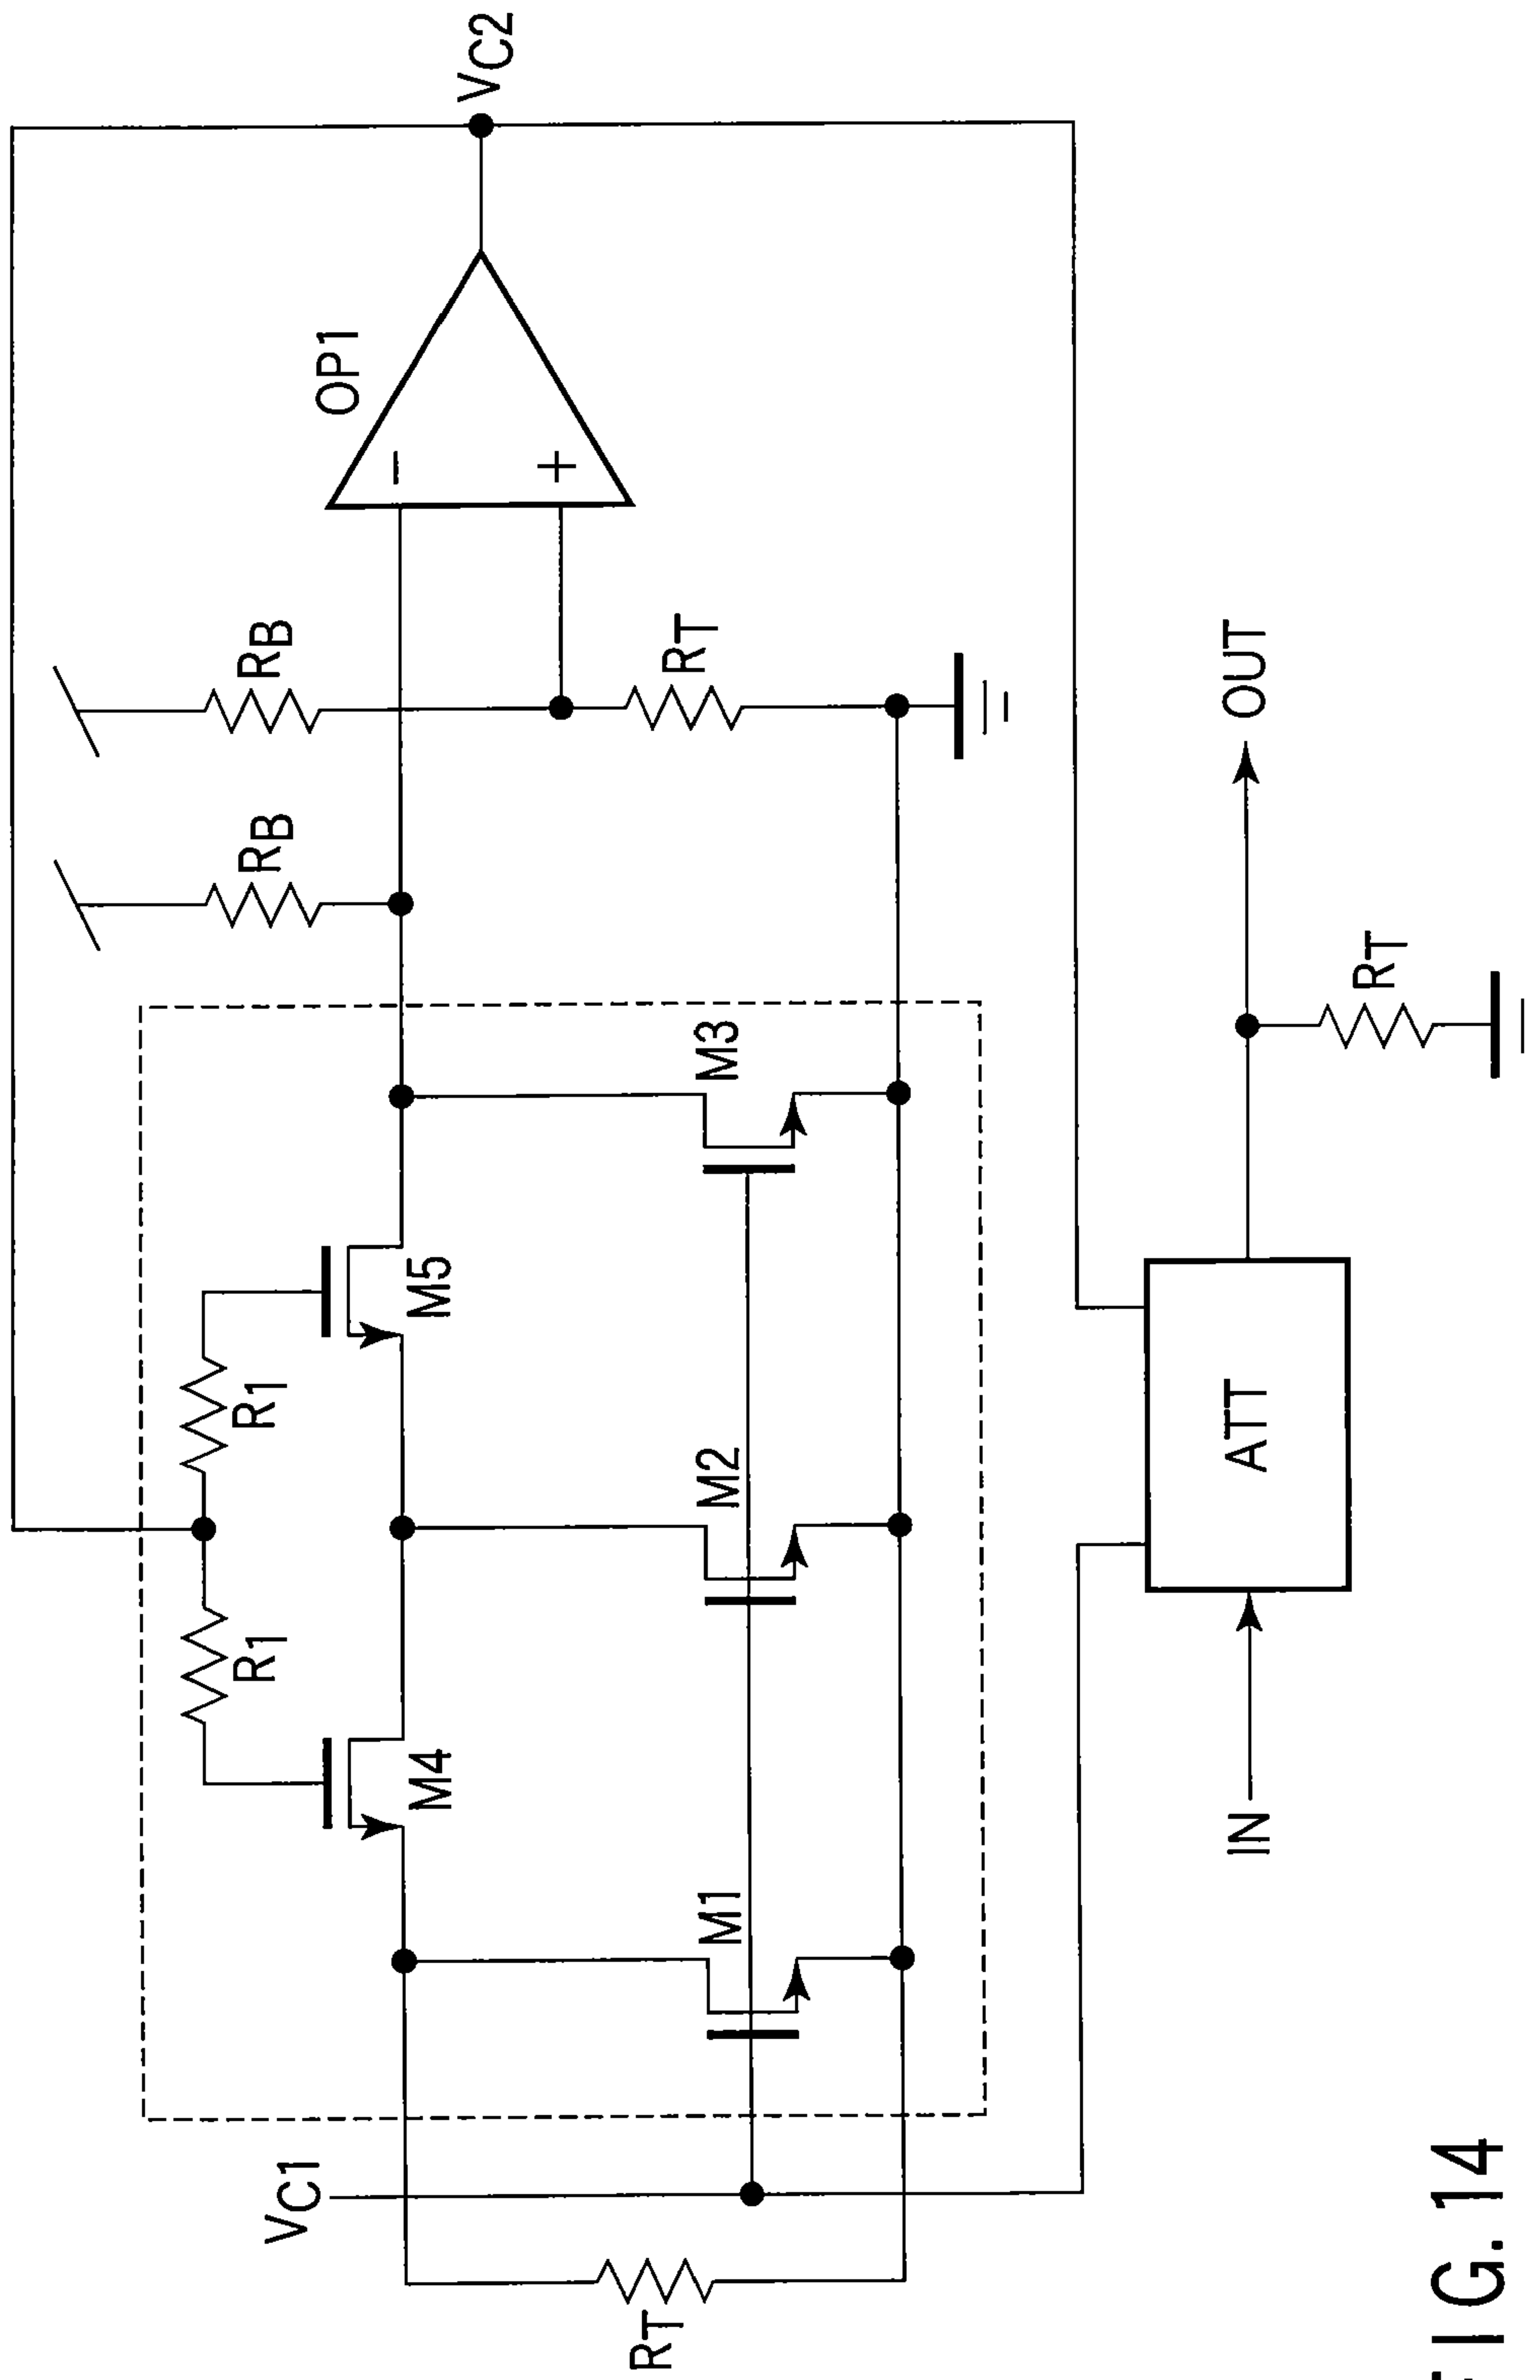 R1
R1
RB
RB
VC1
OP1
−
M4
M5
VC2
+
RT
M1
M2
M3
RT
IN
ATT
OUT
RT
FIG. 14